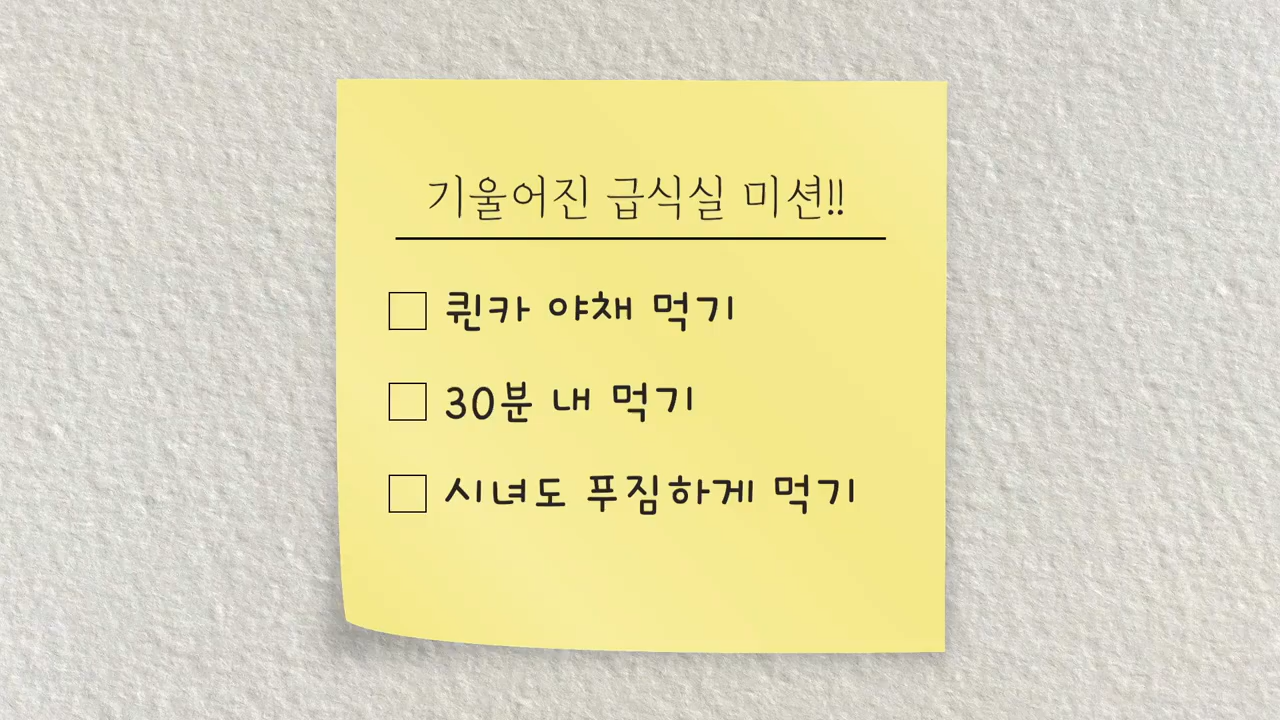 기울어진 급식실 미션!!
퀸카 야채 먹기
30분 내 먹기
시녀도 푸짐하게 먹기